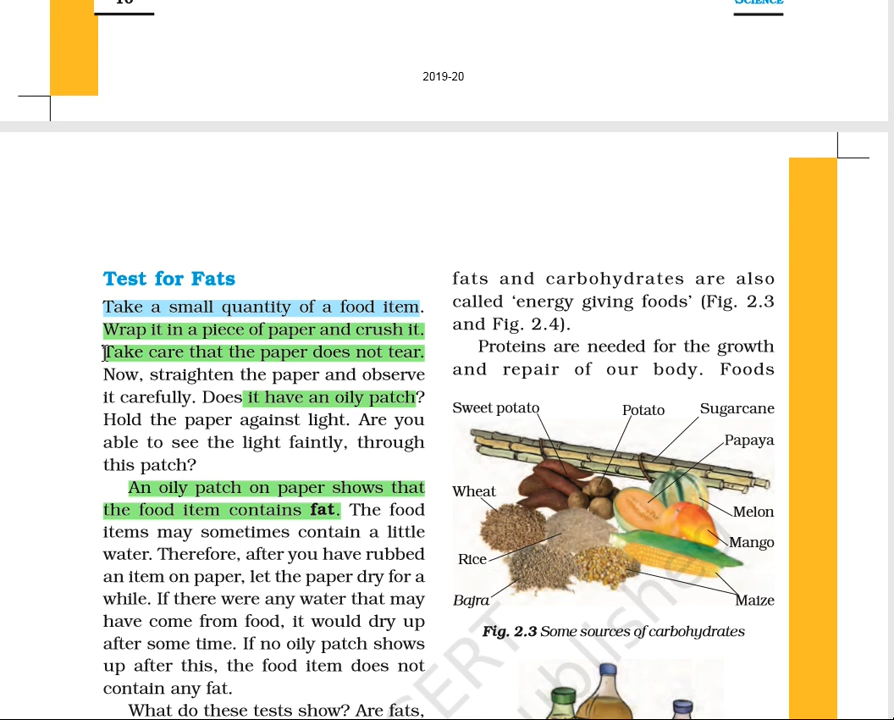 16
SCIENCE
2019-20
Test for Fats
Take a small quantity of a food item.
Wrap it in a piece of paper and crush it.
Take care that the paper does not tear.
Now, straighten the paper and observe
it carefully. Does it have an oily patch?
Hold the paper against light. Are you
able to see the light faintly, through
this patch?
An oily patch on paper shows that
the food item contains fat. The food
items may sometimes contain a little
water. Therefore, after you have rubbed
an item on paper, let the paper dry for a
while. If there were any water that may
have come from food, it would dry up
after some time. If no oily patch shows
up after this, the food item does not
contain any fat.
What do these tests show? Are fats,
fats and carbohydrates are also
called ‘energy giving foods’ (Fig. 2.3
and Fig. 2.4).
Proteins are needed for the growth
and repair of our body. Foods
Sweet potato
Potato
Sugarcane
Papaya
Wheat
Melon
Mango
Rice
Bajra
Maize
Fig. 2.3 Some sources of carbohydrates